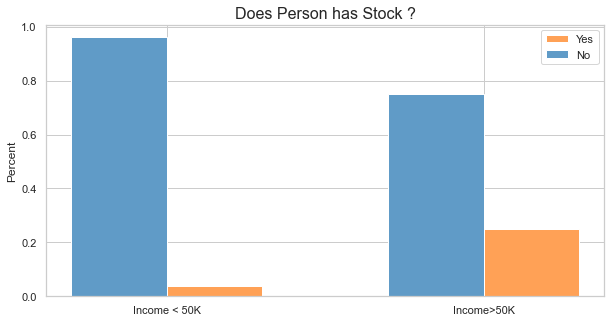 Does Person has Stock ?
Yes
No
Percent
1.0
0.8
0.6
0.4
0.2
0.0
Income < 50K
Income>50K